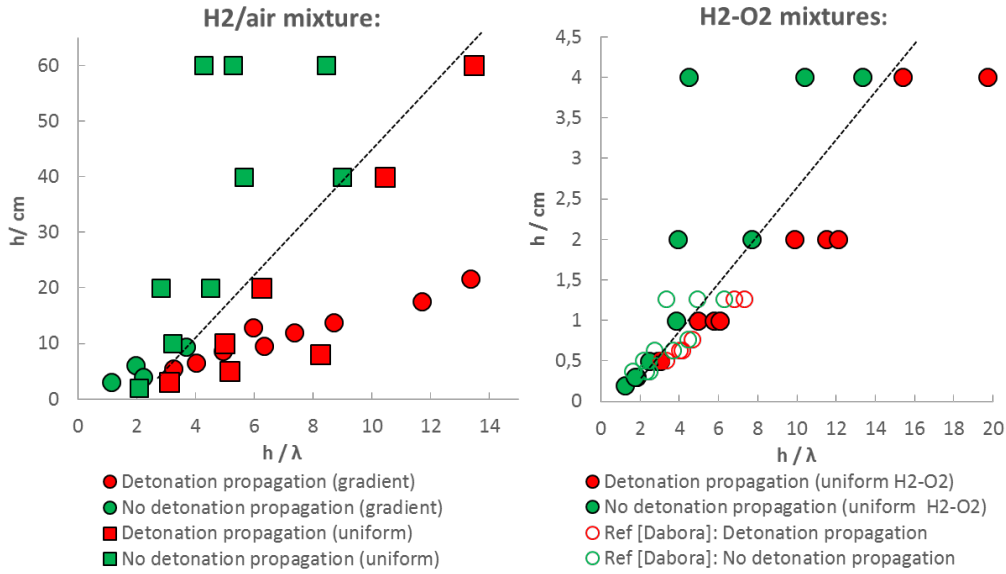 H2/air mixture:
60
50
40
30
20
10
0
h/ cm
0 2 4 6 8 10 12 14
h / λ
Detonation propagation (gradient)
No detonation propagation (gradient)
Detonation propagation (uniform)
No detonation propagation (uniform)
H2-O2 mixtures:
4,5
4
3,5
3
2,5
2
1,5
1
0,5
0
h / cm
0 2 4 6 8 10 12 14 16 18 20
h / λ
Detonation propagation (uniform H2-O2)
No detonation propagation (uniform H2-O2)
Ref [Dabora]: Detonation propagation
Ref [Dabora]: No detonation propagation